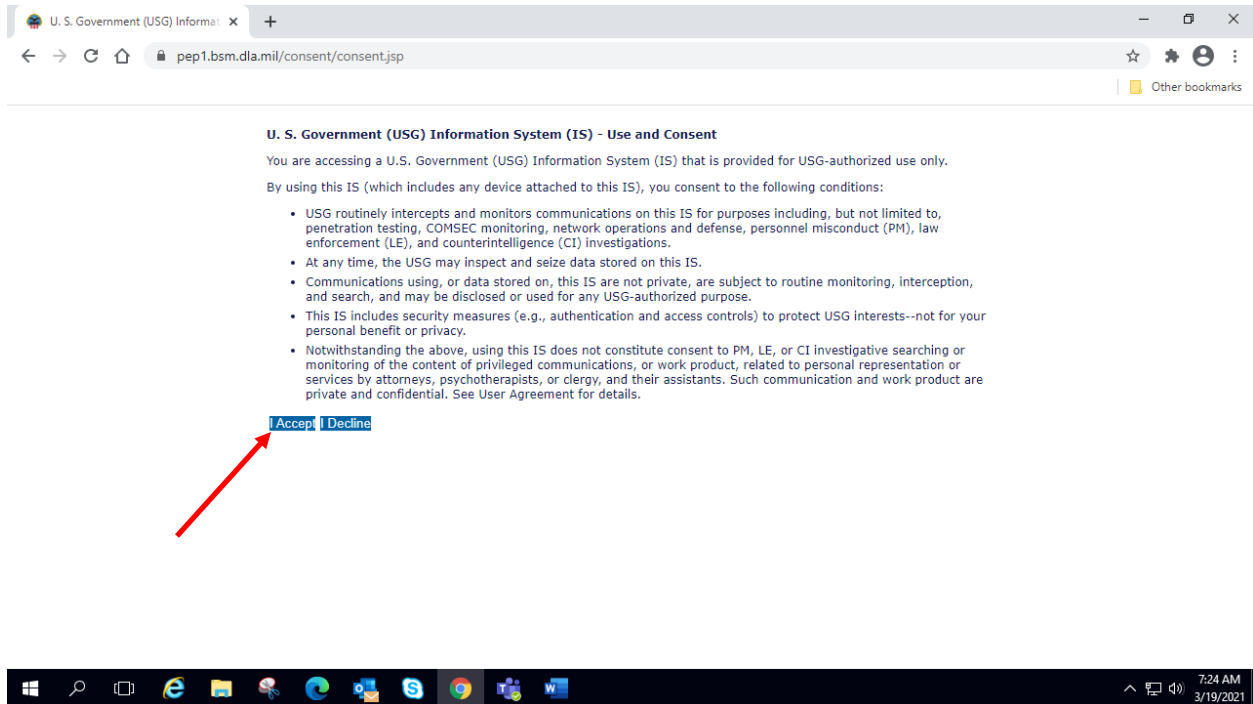 U. S. Government (USG) Informat
pep1.bsm.dla.mil/consent/consent.jsp
Other bookmarks
U. S. Government (USG) Information System (IS) - Use and Consent
You are accessing a U.S. Government (USG) Information System (IS) that is provided for USG-authorized use only.
By using this IS (which includes any device attached to this IS), you consent to the following conditions:
• USG routinely intercepts and monitors communications on this IS for purposes including, but not limited to,
penetration testing, COMSEC monitoring, network operations and defense, personnel misconduct (PM), law
enforcement (LE), and counterintelligence (CI) investigations.
• At any time, the USG may inspect and seize data stored on this IS.
• Communications using, or data stored on, this IS are not private, are subject to routine monitoring, interception,
and search, and may be disclosed or used for any USG-authorized purpose.
• This IS includes security measures (e.g., authentication and access controls) to protect USG interests--not for your
personal benefit or privacy.
• Notwithstanding the above, using this IS does not constitute consent to PM, LE, or CI investigative searching or
monitoring of the content of privileged communications, or work product, related to personal representation or
services by attorneys, psychotherapists, or clergy, and their assistants. Such communication and work product are
private and confidential. See User Agreement for details.
I Accept I Decline
7:24 AM
3/19/2021